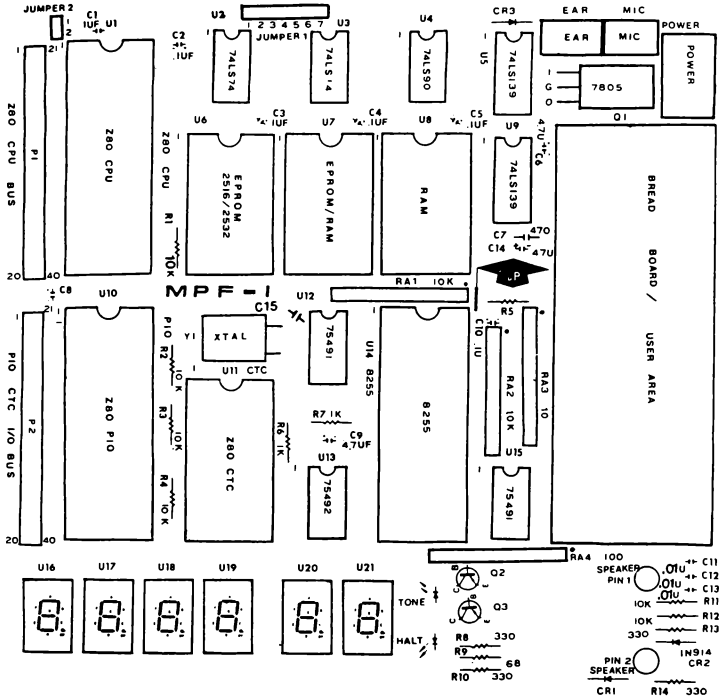 JUMPER 2
C1
1UF
U1
C2
.1UF
U2
1 2 3 4 5 6 7
JUMPER 1
U3
U4
CR3
EAR
MIC
POWER
1
2
1
21
74LS74
74LS14
74LS90
U5
74LS139
EAR
MIC
POWER
I
G
O
7805
Q1
Z80 CPU BUS
P1
Z80 CPU
Z80 CPU
U6
C3
.1UF
U7
C4
.1UF
U8
C5
.1UF
U9
4.7U
C6
EPROM
2516/2532
EPROM/RAM
RAM
74LS139
BREAD BOARD / USER AREA
R1
10K
C7
470
C14
47U
20
40
C8
U10
MPF-I
C15
U12
RA1 10K
R5
1
21
PIO CTC I/O BUS
P2
Z80 PIO
PIO
R2
10K
Y1
XTAL
75491
U14 8255
8255
C10
.1U
RA2 10K
RA3 10
U11 CTC
R3
10K
Z80 CTC
R6
1K
R7 1K
C9
4.7UF
U13
75492
U15
75491
R4
10K
20
40
RA4 100
U16
U17
U18
U19
U20
U21
TONE
HALT
B
C
E
Q2
B
C
E
Q3
R8
330
R9
68
R10
330
SPEAKER
PIN 1
.01U
C11
.01U
C12
.01U
C13
10K
R11
10K
R12
330
R13
IN914
CR2
PIN 2
SPEAKER
CR1
R14
330